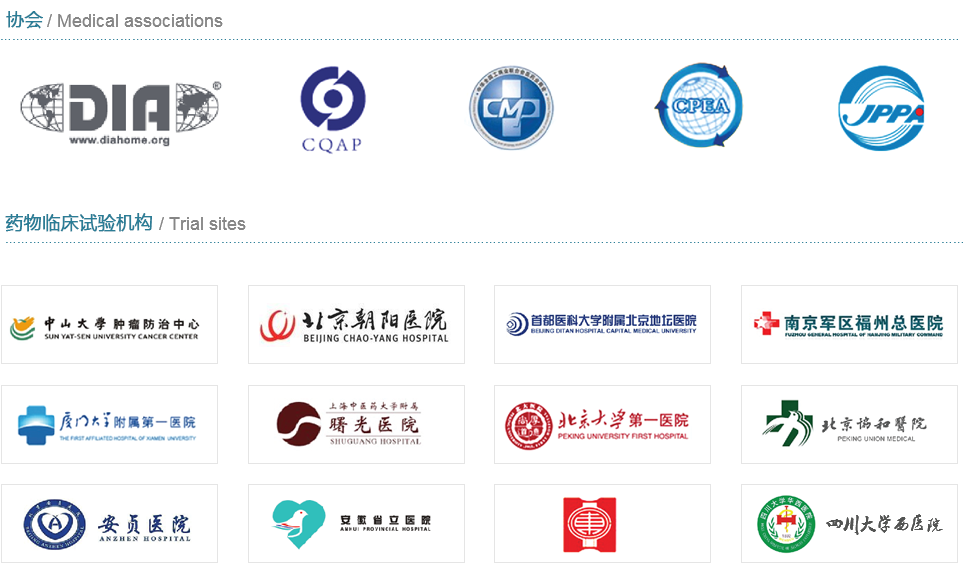 协会 / Medical associations
DIA®
www.diahome.org
CQAP
CMP
CPEA
JPPA
药物临床试验机构 / Trial sites
中山大学 肿瘤防治中心
SUN YAT-SEN UNIVERSITY CANCER CENTER
北京朝阳医院
BEIJING CHAO-YANG HOSPITAL
首都医科大学附属北京地坛医院
BEIJING DITAN HOSPITAL CAPITAL MEDICAL UNIVERSITY
南京军区福州总医院
FUZHOU GENERAL HOSPITAL OF NANJING MILITARY COMMAND
厦门大学附属第一医院
THE FIRST AFFILIATED HOSPITAL OF XIAMEN UNIVERSITY
上海中医药大学附属
曙光医院
SHUGUANG HOSPITAL
北京大学第一医院
PEKING UNIVERSITY FIRST HOSPITAL
北京协和醫院
PEKING UNION MEDICAL
安贞医院
ANZHEN HOSPITAL
安徽省立医院
ANHUI PROVINCIAL HOSPITAL
四川大学华西医院
四川大学西医院